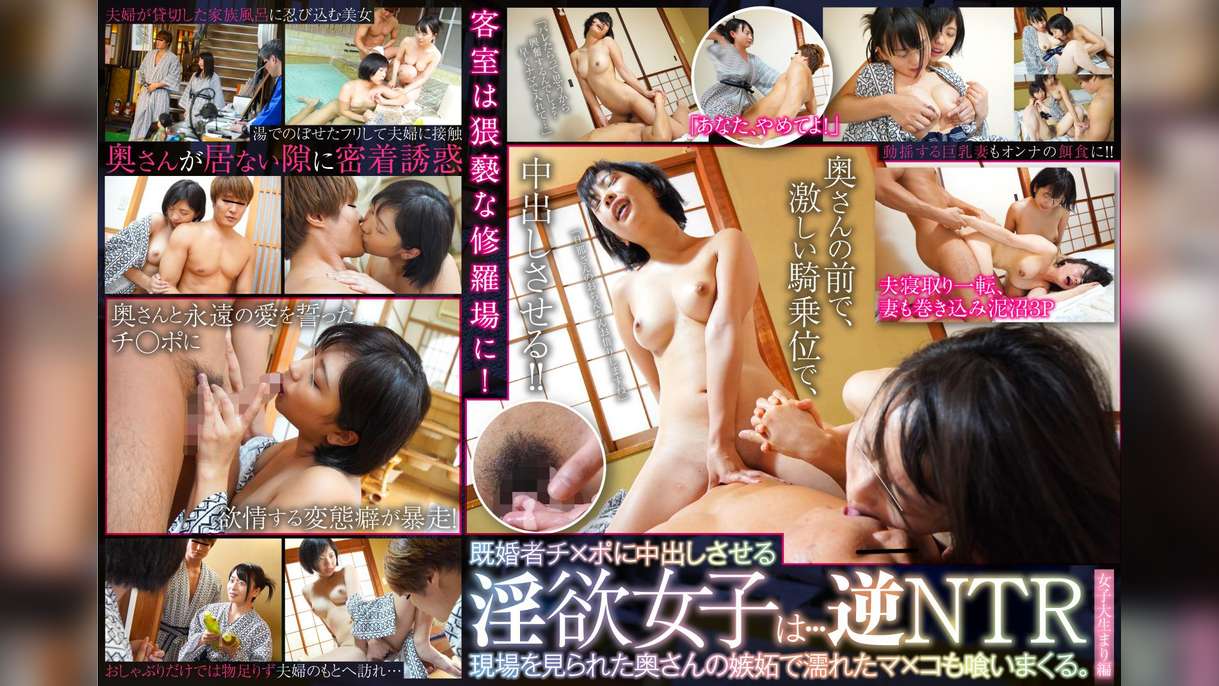 夫婦が貸切した家族風呂に忍び込む美女
湯でのぼせたフリして夫婦に接触
奥さんが居ない隙に密着誘惑
奥さんと永遠の愛を誓った
チ◯ポに
欲情する変態癖が暴走!
おしゃぶりだけでは物足りず夫婦のもとへ訪れ…
客室は猥褻な修羅場に!
「あなた、やめてよ!」
動揺する巨乳妻もオンナの餌食に!!
奥さんの前で、
激しい騎乗位で、
中出しさせる!!
夫寝取り一転、
妻も巻き込み泥沼3P
既婚者チ×ポに中出しさせる
淫欲女子は…逆NTR
女子大生まり編
現場を見られた奥さんの嫉妬で濡れたマ×コも喰いまくる。